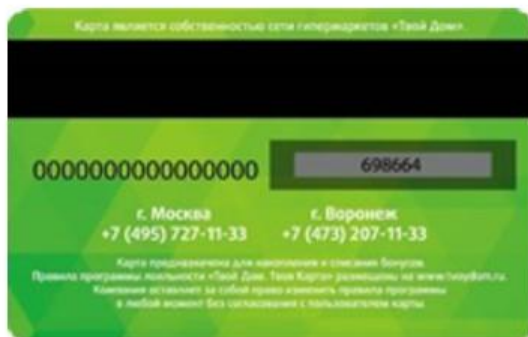 Карта является собственностью сети гипермаркетов «Твой Дом».
0000000000000000
698664
г. Москва
+7 (495) 727-11-33
г. Воронеж
+7 (473) 207-11-33
Карта предназначена для накопления и списания бонусов.
Правила программы лояльности «Твой Дом. Твоя Карта» размещены на www.tvoydom.ru.
Компания оставляет за собой право изменить правила программы
в любой момент без согласования с пользователем карты.